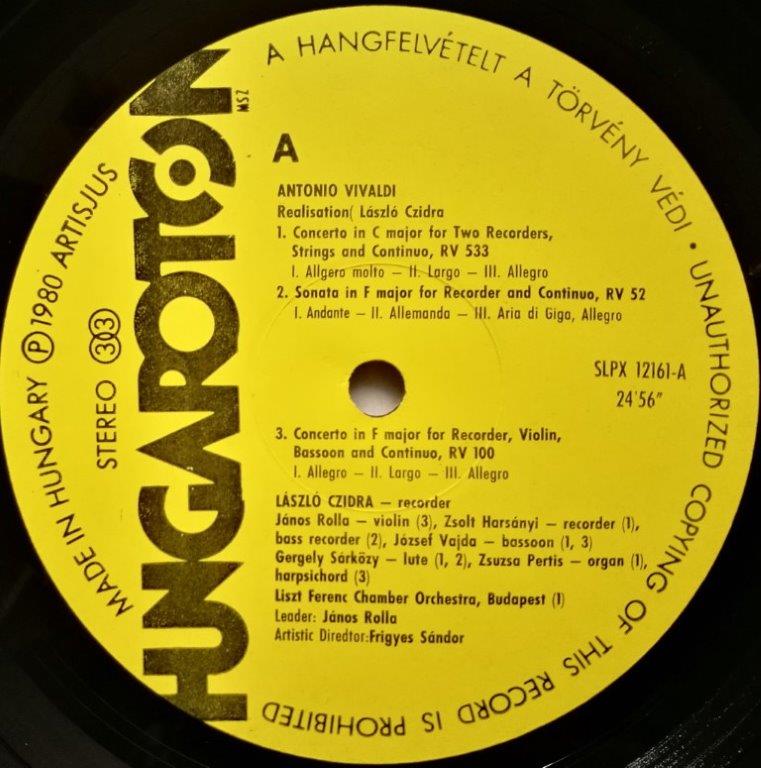 A HANGFELVÉTELT A TÖRVÉNY VÉDI • UNAUTHORIZED COPYING OF THIS RECORD IS PROHIBITED
MADE IN HUNGARY Ⓟ 1980 ARTISJUS
STEREO 33
HUNGAROTON
MSZ
A
ANTONIO VIVALDI
Realisation( László Czidra
1. Concerto in C major for Two Recorders,
Strings and Continuo, RV 533
I. Allgero molto – II. Largo – III. Allegro
2. Sonata in F major for Recorder and Continuo, RV 52
I. Andante – II. Allemanda – III. Aria di Giga, Allegro
SLPX 12161-A
24'56"
3. Concerto in F major for Recorder, Violin,
Bassoon and Continuo, RV 100
I. Allegro – II. Largo – III. Allegro
LÁSZLÓ CZIDRA – recorder
János Rolla – violin (3), Zsolt Harsányi – recorder (1),
bass recorder (2), József Vajda – bassoon (1, 3)
Gergely Sárközy – lute (1, 2), Zsuzsa Pertis – organ (1),
harpsichord (3)
Liszt Ferenc Chamber Orchestra, Budapest (1)
Leader: János Rolla
Artistic Diredtor:Frigyes Sándor